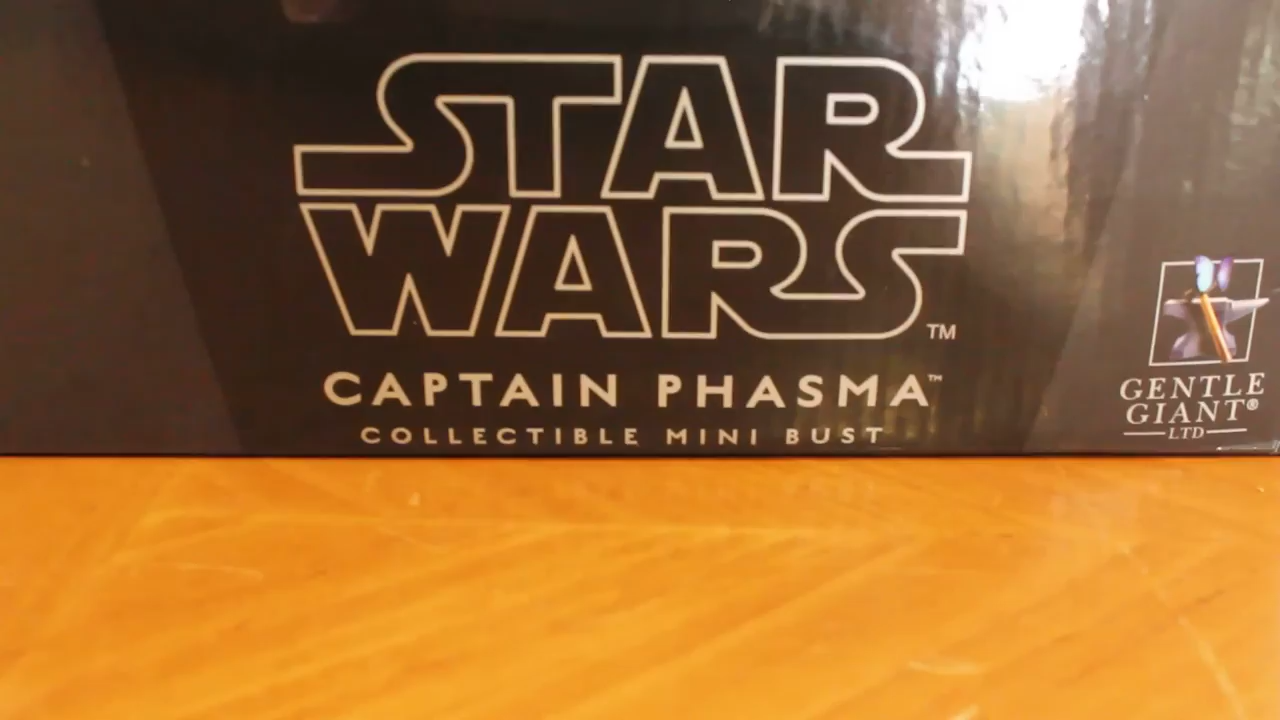 STAR
WARS™
CAPTAIN PHASMA™
COLLECTIBLE MINI BUST
GENTLE
GIANT®
LTD